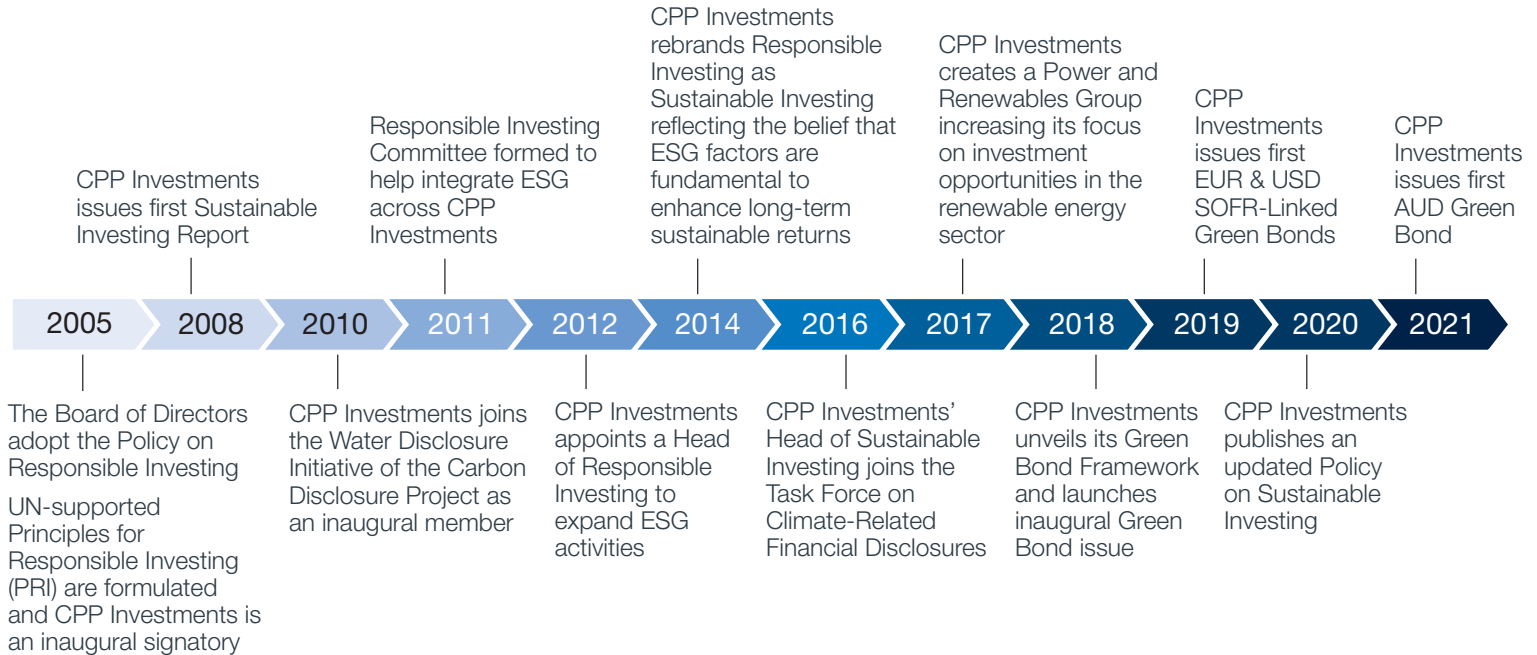 CPP Investments
issues first Sustainable
Investing Report
Responsible Investing
Committee formed to
help integrate ESG
across CPP
Investments
CPP Investments
rebrands Responsible
Investing as
Sustainable Investing
reflecting the belief that
ESG factors are
fundamental to
enhance long-term
sustainable returns
CPP Investments
creates a Power and
Renewables Group
increasing its focus
on investment
opportunities in the
renewable energy
sector
CPP
Investments
issues first
EUR & USD
SOFR-Linked
Green Bonds
CPP
Investments
issues first
AUD Green
Bond
2005
2008
2010
2011
2012
2014
2016
2017
2018
2019
2020
2021
The Board of Directors
adopt the Policy on
Responsible Investing
UN-supported
Principles for
Responsible Investing
(PRI) are formulated
and CPP Investments is
an inaugural signatory
CPP Investments joins
the Water Disclosure
Initiative of the Carbon
Disclosure Project as
an inaugural member
CPP Investments
appoints a Head
of Responsible
Investing to
expand ESG
activities
CPP Investments’
Head of Sustainable
Investing joins the
Task Force on
Climate-Related
Financial Disclosures
CPP Investments
unveils its Green
Bond Framework
and launches
inaugural Green
Bond issue
CPP Investments
publishes an
updated Policy
on Sustainable
Investing